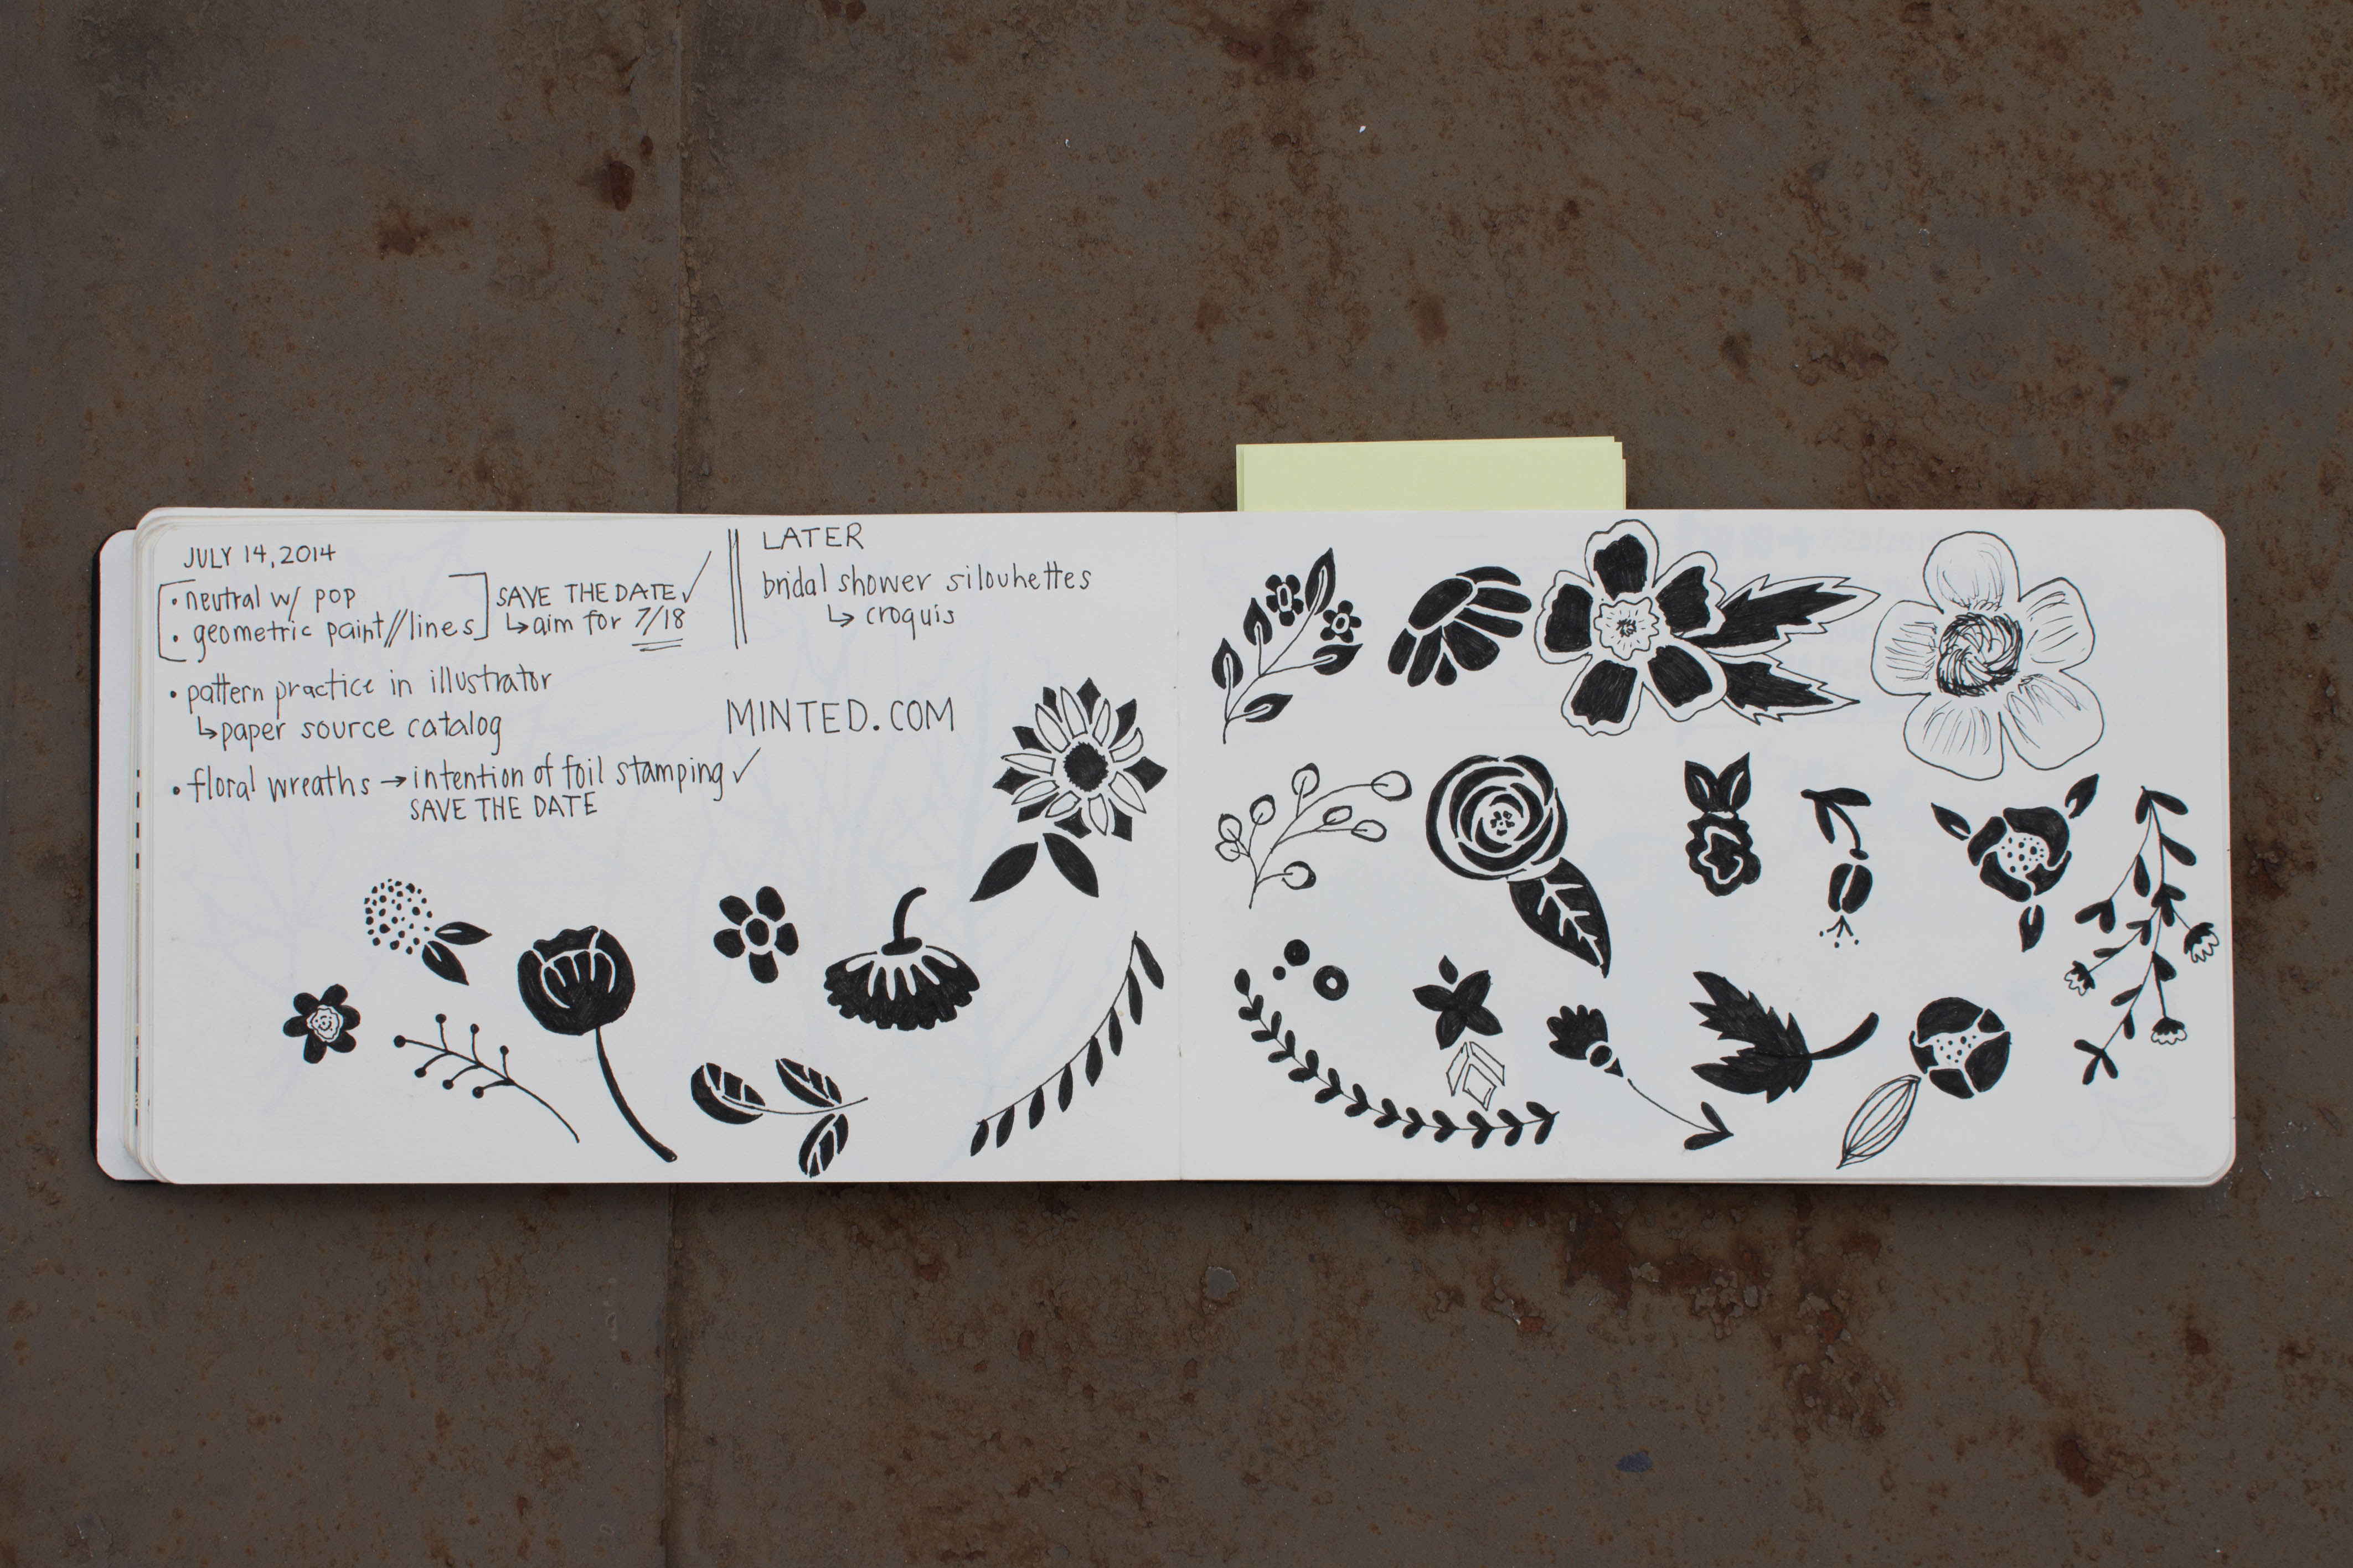 JULY 14, 2014
• neutral w/ pop
• geometric paint//lines
SAVE THE DATE ✓
↳ aim for 7/18
• pattern practice in illustrator
↳ paper source catalog
• floral wreaths → intention of foil stamping ✓
SAVE THE DATE
LATER
bridal shower silouhettes
↳ croquis
MINTED.COM